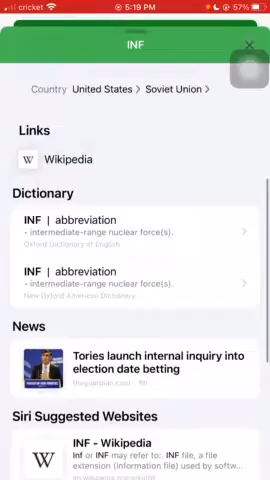 cricket 5:19 PM 57%
INF
Country United States Soviet Union
Links
W Wikipedia
Dictionary
INF | abbreviation
- intermediate-range nuclear force(s).
Oxford Dictionary of English
INF | abbreviation
- intermediate-range nuclear force(s).
New Oxford American Dictionary
News
Tories launch internal inquiry into
election date betting
theguardian.com
Siri Suggested Websites
W
INF - Wikipedia
Inf or INF may refer to:. INF file, a file
extension (Information file) used by softw...